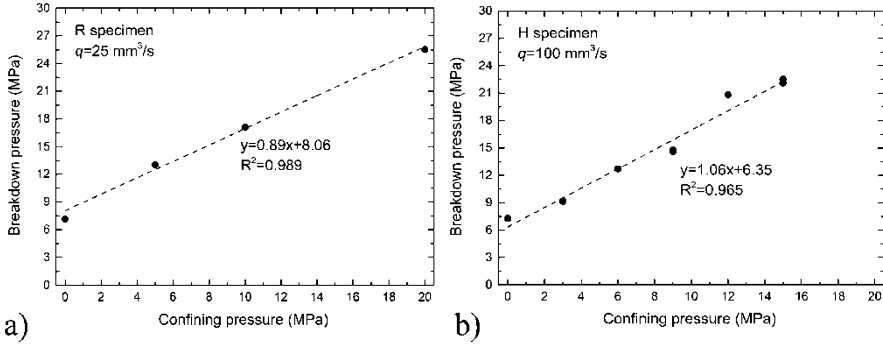 R specimen
q=25 mm³/s
y=0.89x+8.06
R²=0.989
Breakdown pressure (MPa)
30
27
24
21
18
15
12
9
6
3
0
0 2 4 6 8 10 12 14 16 18 20
Confining pressure (MPa)
a)
H specimen
q=100 mm³/s
y=1.06x+6.35
R²=0.965
Breakdown pressure (MPa)
30
27
24
21
18
15
12
9
6
3
0
0 2 4 6 8 10 12 14 16 18 20
Confining pressure (MPa)
b)